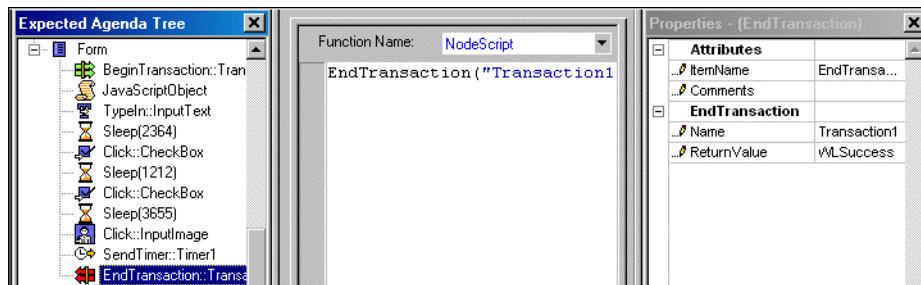 Expected Agenda Tree
Form
BeginTransaction::Tran
JavaScriptObject
TypeIn::InputText
Sleep(2364)
Click::CheckBox
Sleep(1212)
Click::CheckBox
Sleep(3655)
Click::InputImage
SendTimer::Timer1
EndTransaction::Transa
Function Name: NodeScript
EndTransaction("Transaction1
Properties - (EndTransaction)
Attributes
...ItemName EndTransa...
...Comments
EndTransaction
...Name Transaction1
...ReturnValue WLSuccess